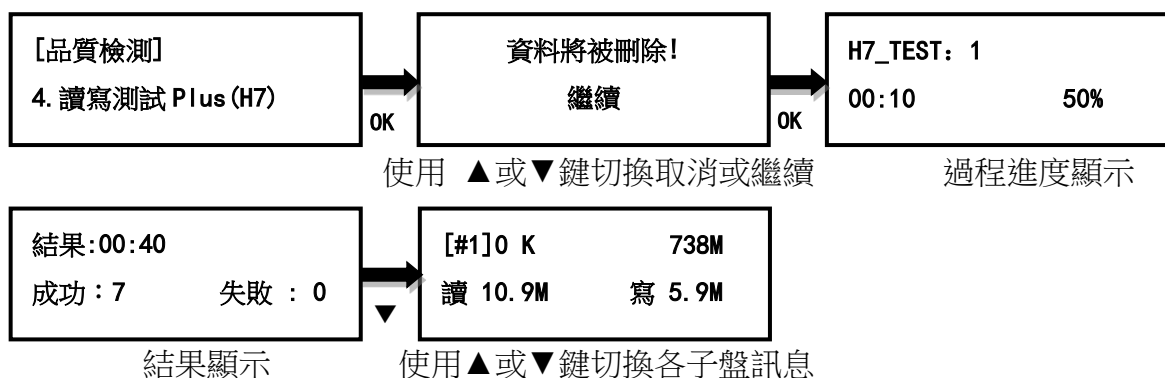 [品質檢測]
4.讀寫測試Plus(H7)
OK
資料將被刪除!
繼續
OK
H7_TEST: 1
00:10 50%
使用 ▲或▼鍵切換取消或繼續
過程進度顯示
結果:00:40
成功:7 失敗 : 0
▼
[#1]0 K 738M
讀 10.9M 寫 5.9M
結果顯示
使用▲或▼鍵切換各子盤訊息